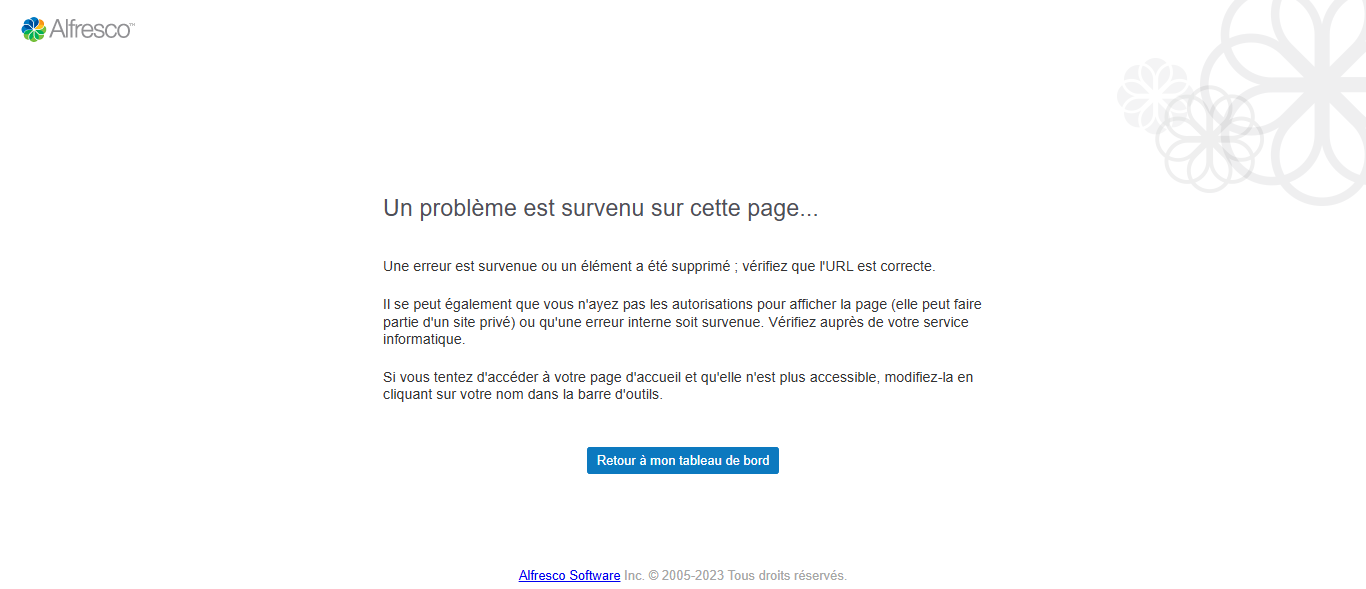 Alfresco™
Un problème est survenu sur cette page...
Une erreur est survenue ou un élément a été supprimé ; vérifiez que l'URL est correcte.
Il se peut également que vous n'ayez pas les autorisations pour afficher la page (elle peut faire
partie d'un site privé) ou qu'une erreur interne soit survenue. Vérifiez auprès de votre service
informatique.
Si vous tentez d'accéder à votre page d'accueil et qu'elle n'est plus accessible, modifiez-la en
cliquant sur votre nom dans la barre d'outils.
Retour à mon tableau de bord
Alfresco Software Inc. © 2005-2023 Tous droits réservés.